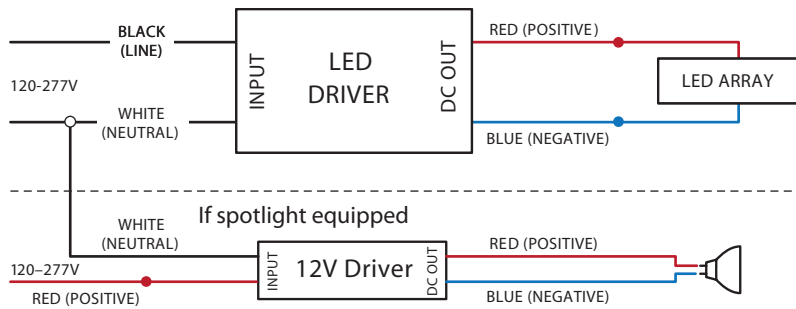 BLACK
(LINE)
120-277V
WHITE
(NEUTRAL)
INPUT
LED
DRIVER
DC OUT
RED (POSITIVE)
LED ARRAY
BLUE (NEGATIVE)
If spotlight equipped
WHITE
(NEUTRAL)
120–277V
RED (POSITIVE)
INPUT
12V Driver
DC OUT
RED (POSITIVE)
BLUE (NEGATIVE)